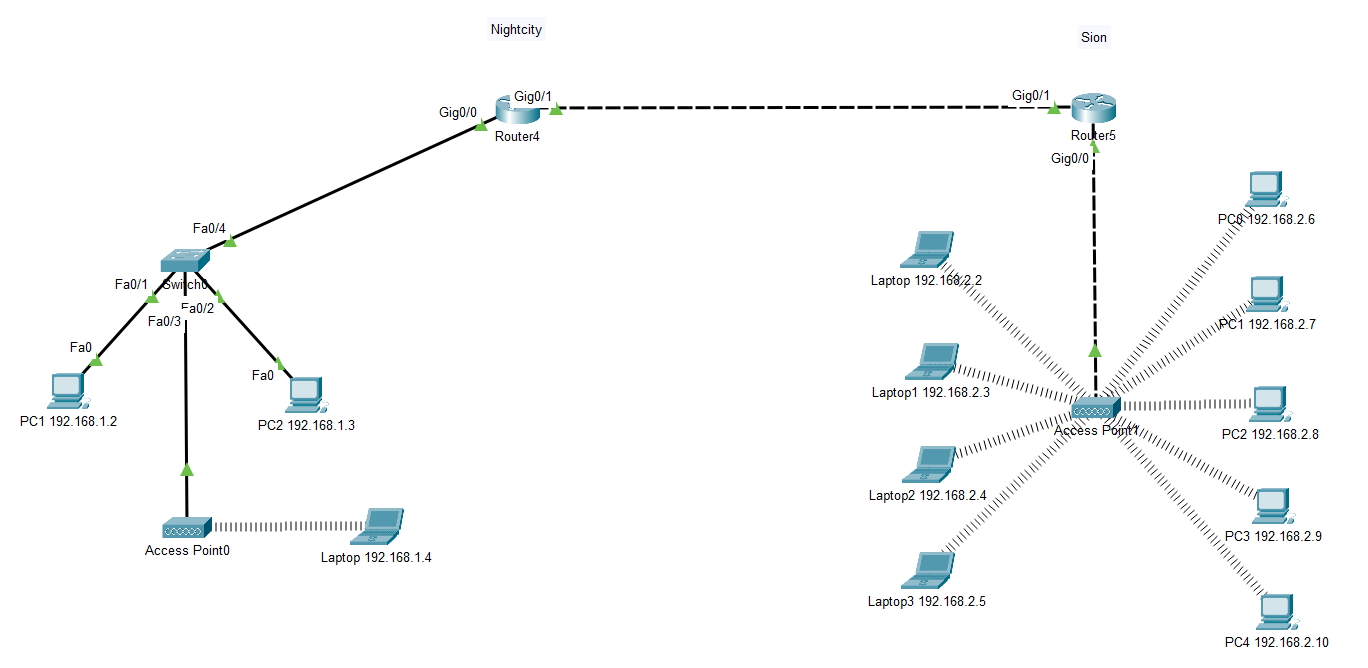 Nightcity
Sion
Gig0/1
Gig0/1
Gig0/0
Router4
Router5
Gig0/0
PC0 192.168.2.6
Fa0/4
Laptop 192.168.2.2
Fa0/1
Switch0
Fa0/2
Fa0/3
PC1 192.168.2.7
Fa0
Fa0
Laptop1 192.168.2.3
PC1 192.168.1.2
PC2 192.168.1.3
Access Point1
PC2 192.168.2.8
Laptop2 192.168.2.4
PC3 192.168.2.9
Access Point0
Laptop 192.168.1.4
Laptop3 192.168.2.5
PC4 192.168.2.10